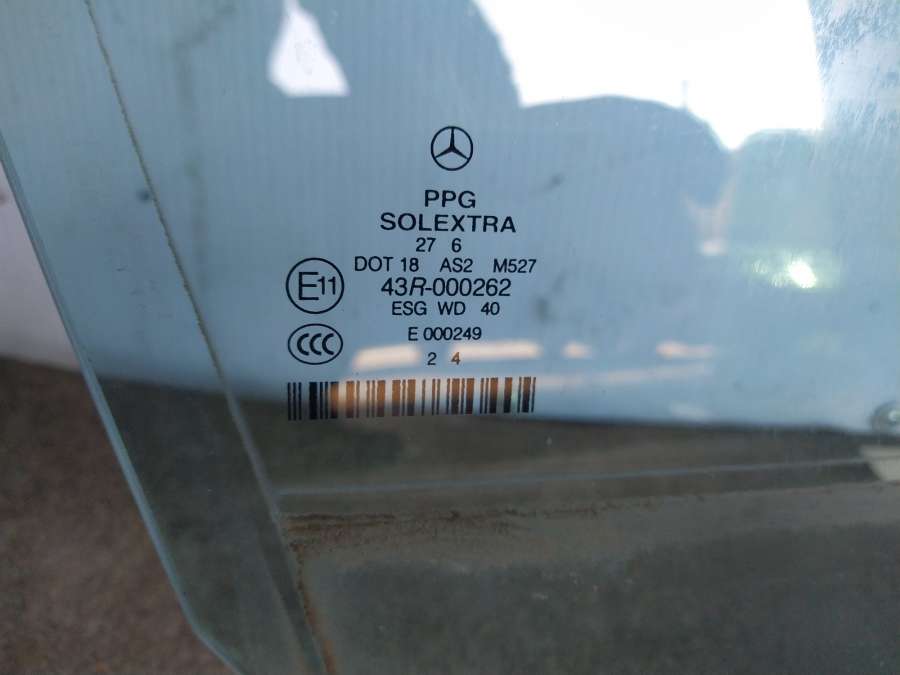 PPG
SOLEXTRA
27 6
DOT 18 AS2 M527
E11 43R-000262
ESG WD 40
CCC E 000249
2 4